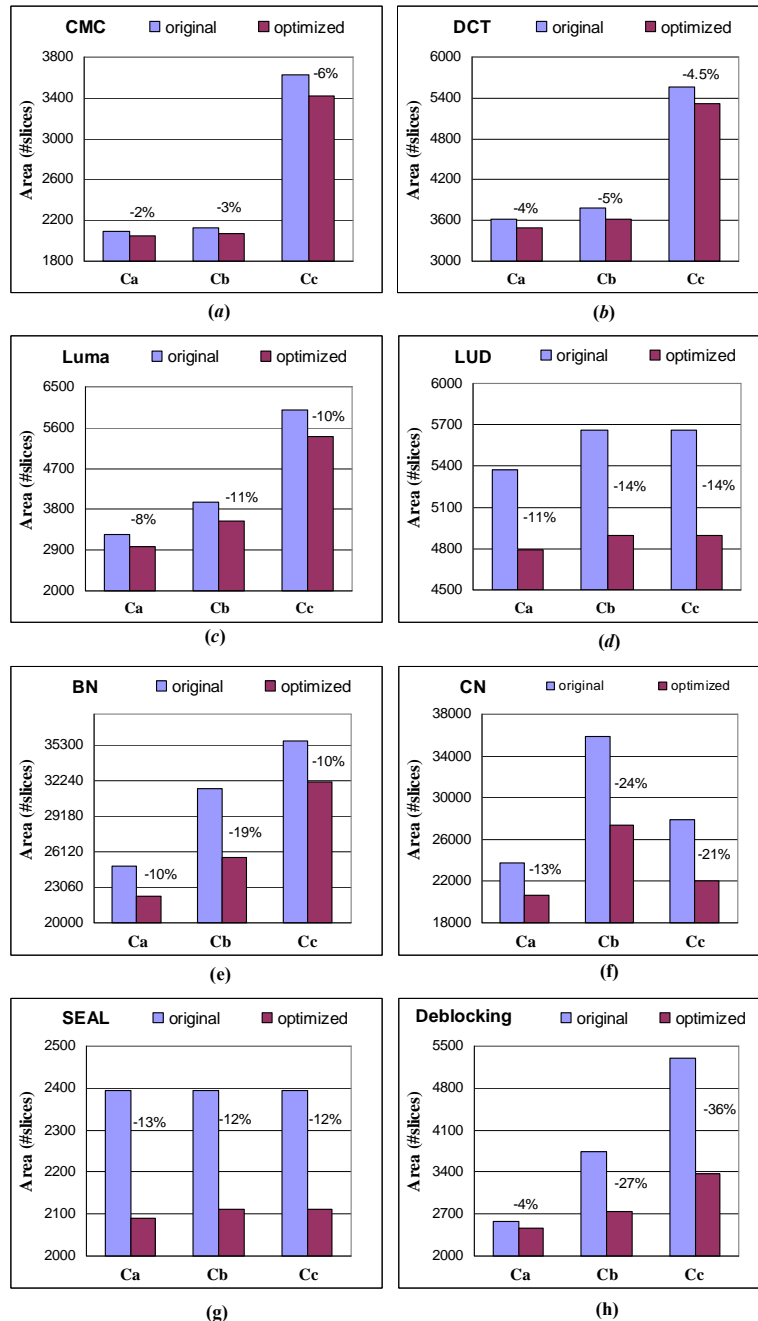 CMC original optimized
Area (#slices)
3800
3400
3000
2600
2200
1800
-2%
-3%
-6%
Ca Cb Cc
(a)
DCT original optimized
Area (#slices)
6000
5400
4800
4200
3600
3000
-4%
-5%
-4.5%
Ca Cb Cc
(b)
Luma original optimized
Area (#slices)
6500
5600
4700
3800
2900
2000
-8%
-11%
-10%
Ca Cb Cc
(c)
LUD original optimized
Area (#slices)
6000
5700
5400
5100
4800
4500
-11%
-14%
-14%
Ca Cb Cc
(d)
BN original optimized
Area (#slices)
35300
32240
29180
26120
23060
20000
-10%
-19%
-10%
Ca Cb Cc
(e)
CN original optimized
Area (#slices)
38000
34000
30000
26000
22000
18000
-13%
-24%
-21%
Ca Cb Cc
(f)
SEAL original optimized
Area (#slices)
2500
2400
2300
2200
2100
2000
-13%
-12%
-12%
Ca Cb Cc
(g)
Deblocking original optimized
Area (#slices)
5500
4800
4100
3400
2700
2000
-4%
-27%
-36%
Ca Cb Cc
(h)